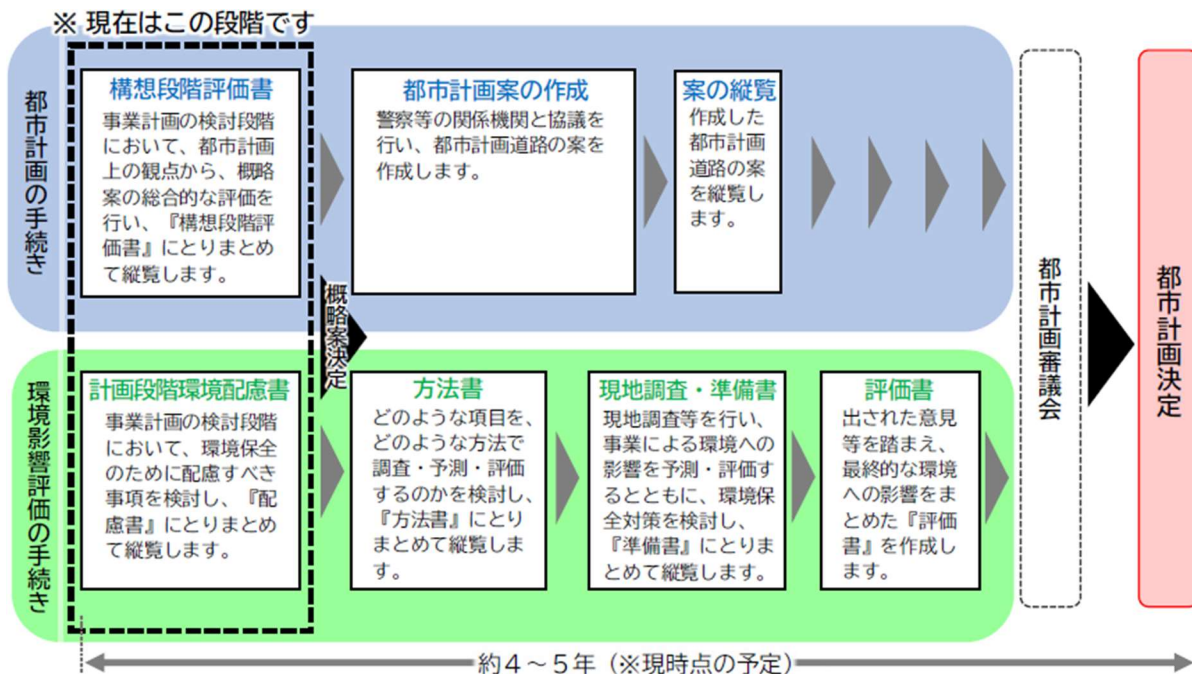 ※ 現在はこの段階です
都市計画の手続き
構想段階評価書
事業計画の検討段階
において、都市計画
上の観点から、概略
案の総合的な評価を
行い、『構想段階評
価書』にとりまとめ
て縦覧します。
都市計画案の作成
警察等の関係機関と協議を
行い、都市計画道路の案を
作成します。
案の縦覧
作成した
都市計画
道路の案
を縦覧し
ます。
概略案決定
環境影響評価の手続き
計画段階環境配慮書
事業計画の検討段階
において、環境保全
のために配慮すべき
事項を検討し、『配
慮書』にとりまとめ
て縦覧します。
方法書
どのような項目を、
どのような方法で
調査・予測・評価
するのかを検討し、
『方法書』にとり
まとめて縦覧しま
す。
現地調査・準備書
現地調査等を行い、
事業による環境への
影響を予測・評価す
るとともに、環境保
全対策を検討し、
『準備書』にとりま
とめて縦覧します。
評価書
出された意見
等を踏まえ、
最終的な環境
への影響をま
とめた『評価
書』を作成し
ます。
都市計画審議会
都市計画決定
約４～５年（※現時点の予定）